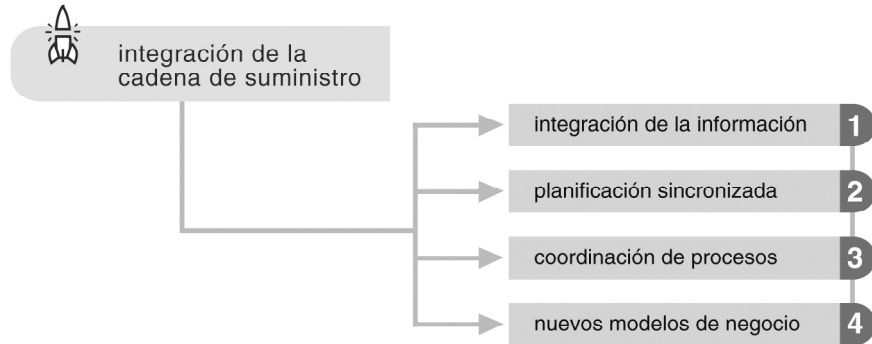 integración de la
cadena de suministro
integración de la información 1
planificación sincronizada 2
coordinación de procesos 3
nuevos modelos de negocio 4